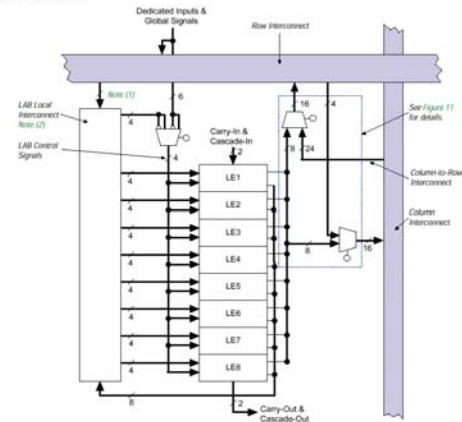 Dedicated Inputs &
Global Signals
Row Interconnect
Note (1)
6
16
4
See Figure 11
for details.
LAB Local
Interconnect
Note (2)
4
Carry-In &
Cascade-In
LAB Control
Signals
4
2
8
24
Column-to-Row
Interconnect
LE1
4
LE2
4
Column
Interconnect
LE3
4
8
16
LE4
4
LE5
4
LE6
4
LE7
4
LE8
4
8
2
Carry-Out &
Cascade-Out